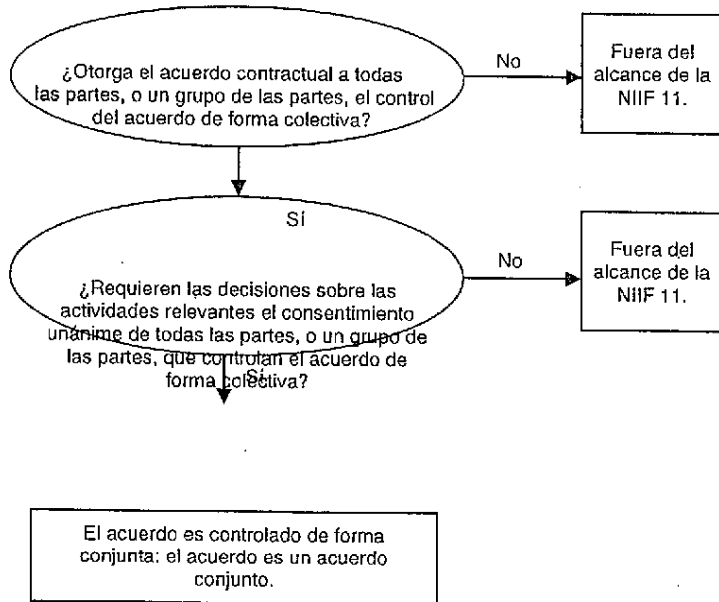 ¿Otorga el acuerdo contractual a todas
las partes, o un grupo de las partes, el control
del acuerdo de forma colectiva?
No
Fuera del
alcance de la
NIIF 11.
Sí
¿Requieren las decisiones sobre las
actividades relevantes el consentimiento
unánime de todas las partes, o un grupo de
las partes, que controlan el acuerdo de
forma colectiva?
No
Fuera del
alcance de la
NIIF 11.
Sí
El acuerdo es controlado de forma
conjunta: el acuerdo es un acuerdo
conjunto.